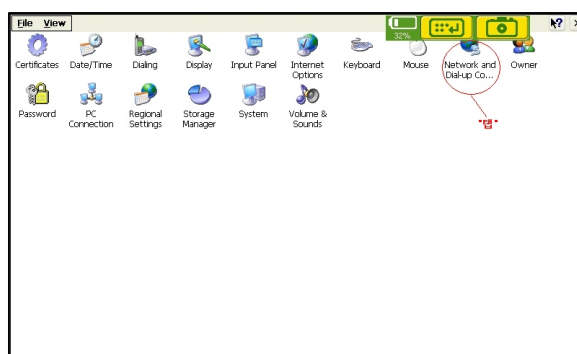 File View
32%
Certificates
Date/Time
Dialing
Display
Input Panel
Internet
Options
Keyboard
Mouse
Network and
Dial-up Co...
Owner
Password
PC
Connection
Regional
Settings
Storage
Manager
System
Volume &
Sounds
"탭"